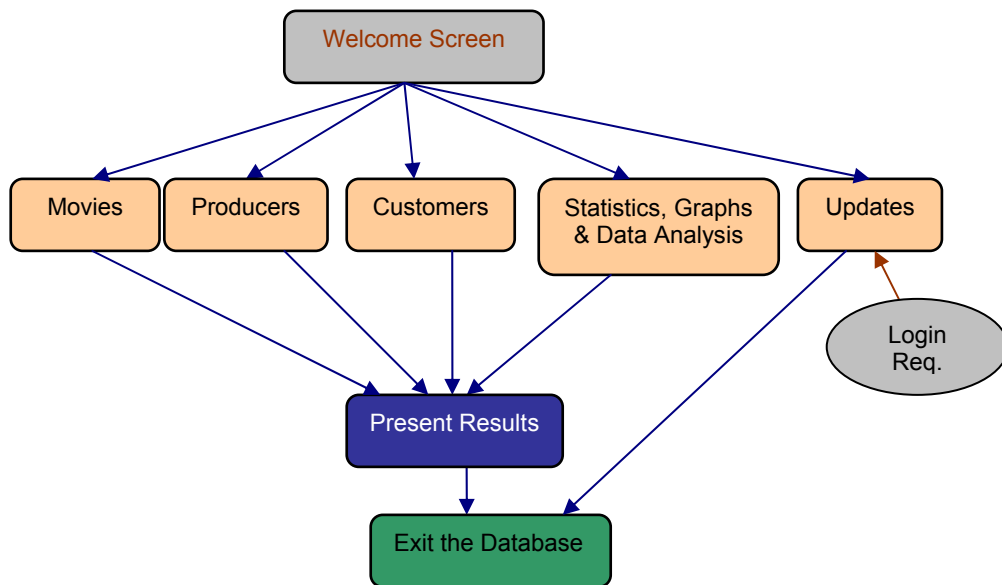 Welcome Screen
Movies
Producers
Customers
Statistics, Graphs
& Data Analysis
Updates
Login
Req.
Present Results
Exit the Database